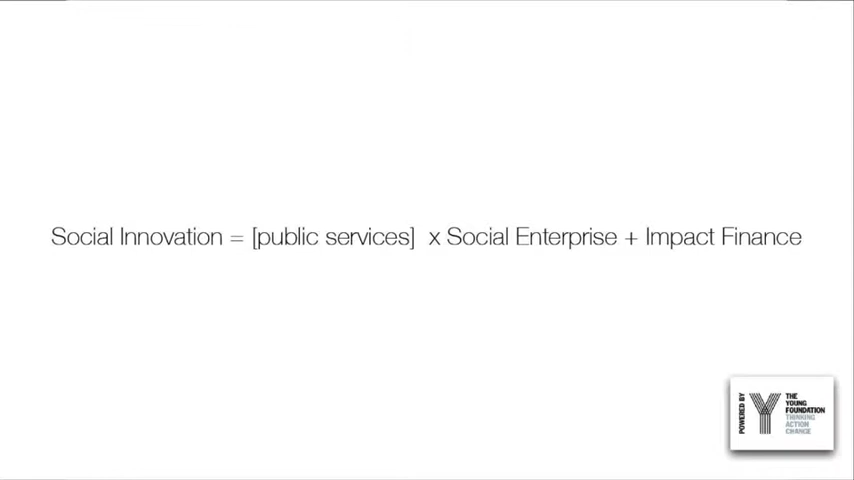 Social Innovation = [public services] x Social Enterprise + Impact Finance
POWERED BY
THE
YOUNG
FOUNDATION
THINKING
ACTION
CHANGE